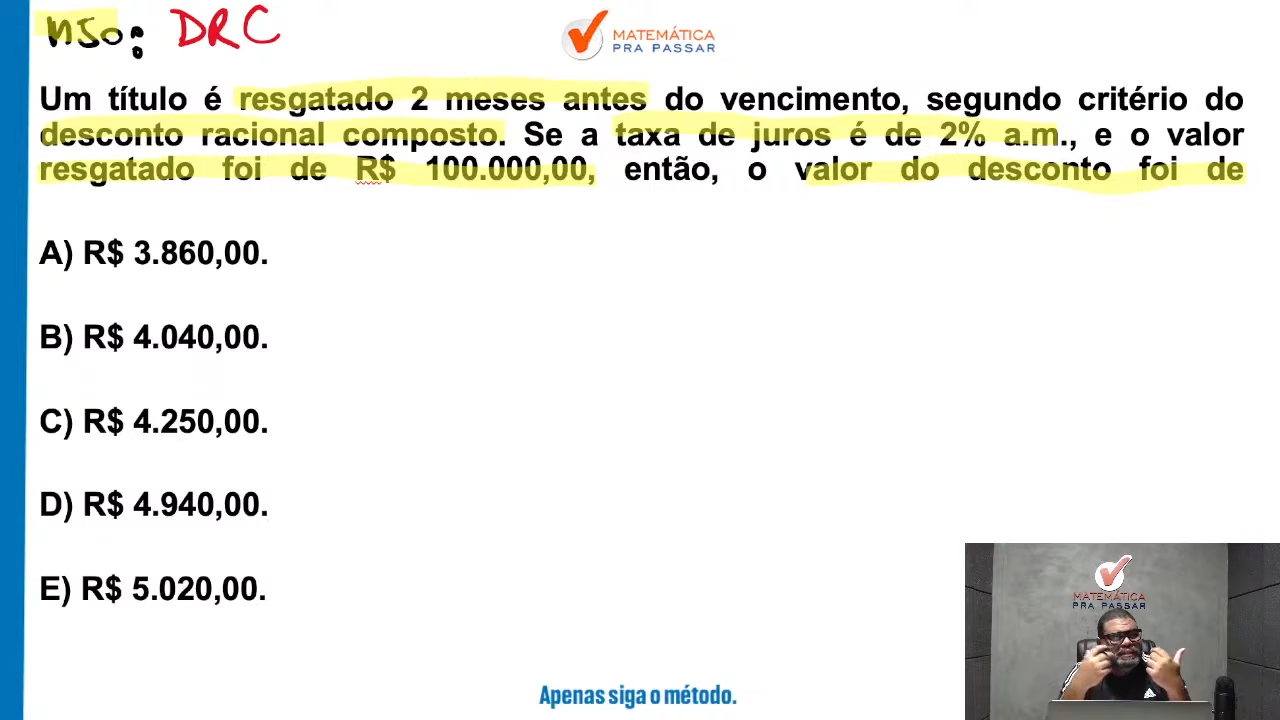 DRC
MATEMÁTICA
PRA PASSAR
Um título é resgatado 2 meses antes do vencimento, segundo critério do
desconto racional composto. Se a taxa de juros é de 2% a.m., e o valor
resgatado foi de R$ 100.000,00, então, o valor do desconto foi de
A) R$ 3.860,00.
B) R$ 4.040,00.
C) R$ 4.250,00.
D) R$ 4.940,00.
E) R$ 5.020,00.
MATEMÁTICA
PRA PASSAR
Apenas siga o método.